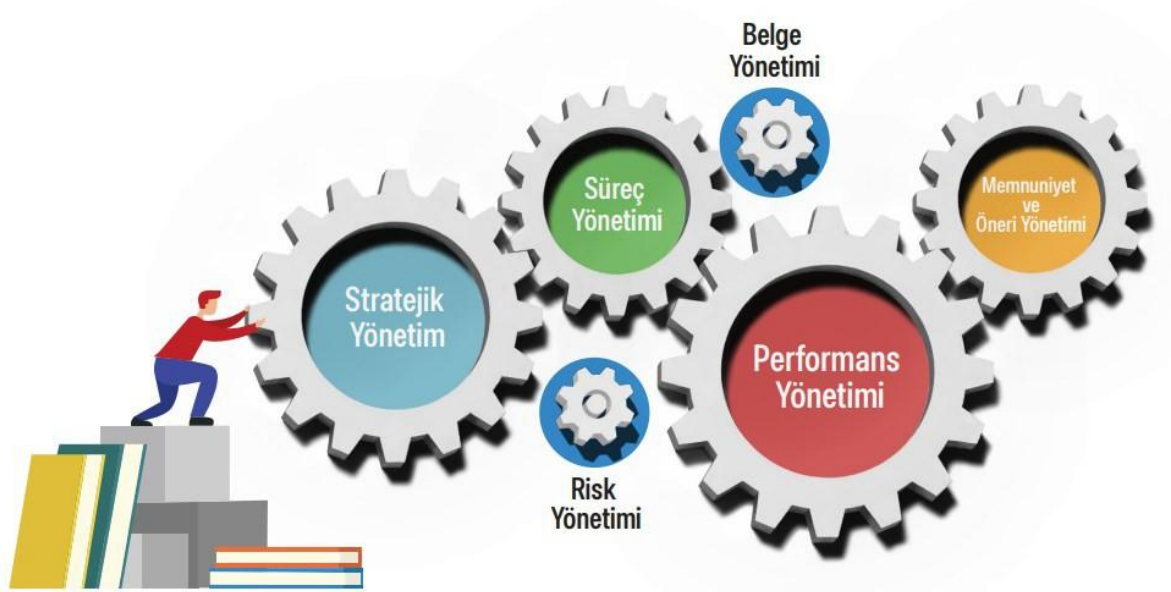 Belge
Yönetimi
Süreç
Yönetimi
Memnuniyet
ve
Öneri Yönetimi
Stratejik
Yönetim
Performans
Yönetimi
Risk
Yönetimi